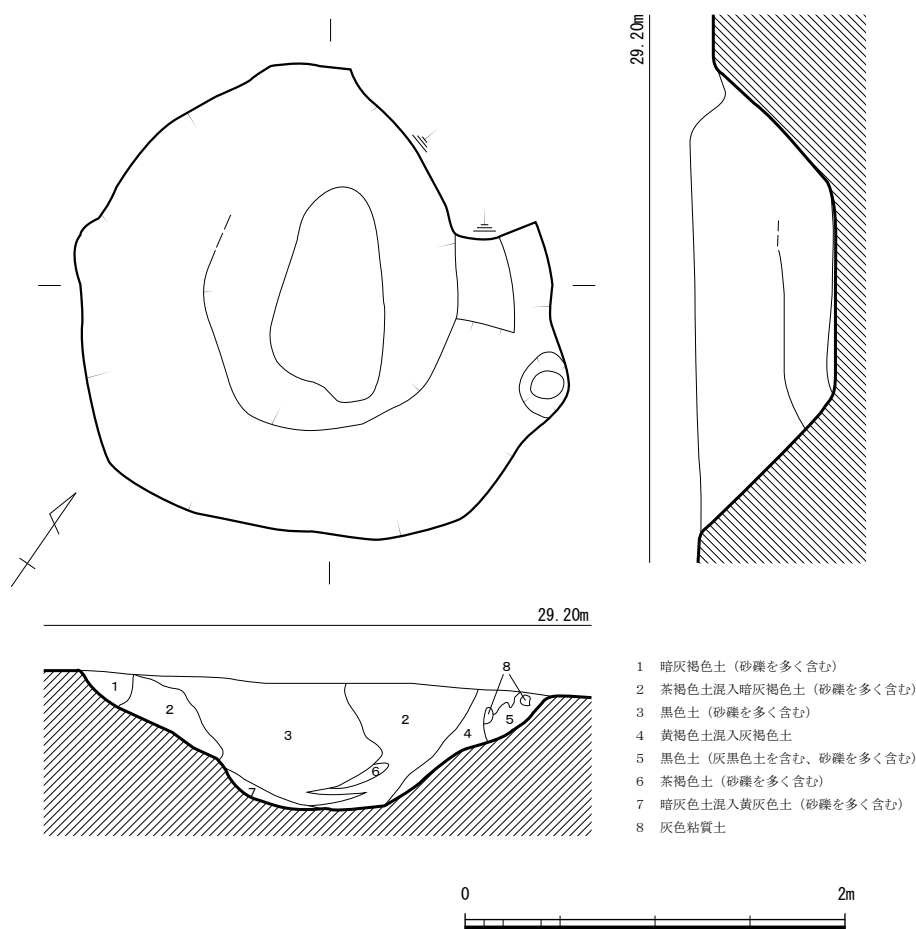 29.20m
29.20m
8
1
2
3
2
4
5
6
7
1 暗灰褐色土（砂礫を多く含む）
2 茶褐色土混入暗灰褐色土（砂礫を多く含む）
3 黒色土（砂礫を多く含む）
4 黄褐色土混入灰褐色土
5 黒色土（灰黒色土を含む、砂礫を多く含む）
6 茶褐色土（砂礫を多く含む）
7 暗灰色土混入黄灰色土（砂礫を多く含む）
8 灰色粘質土
0 2m